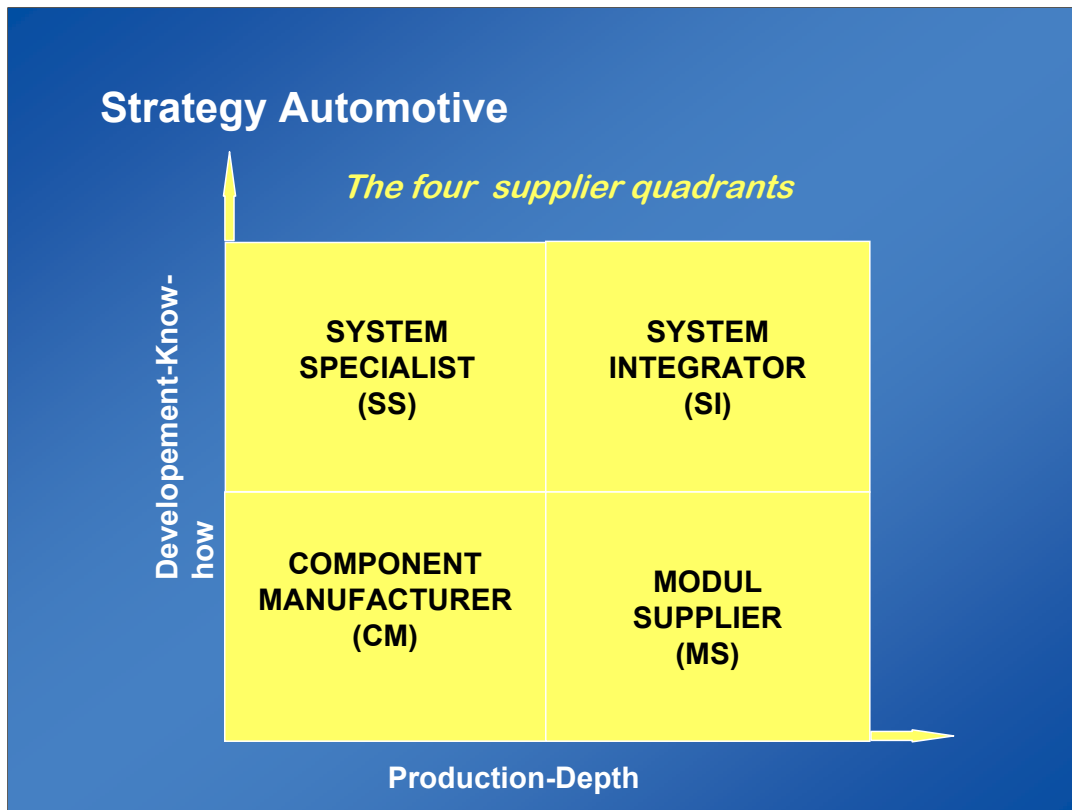 Strategy Automotive
The four  supplier quadrants
Developement-Know-
how
SYSTEM
SPECIALIST
(SS)
SYSTEM
INTEGRATOR
(SI)
COMPONENT
MANUFACTURER
(CM)
MODUL
SUPPLIER
(MS)
Production-Depth